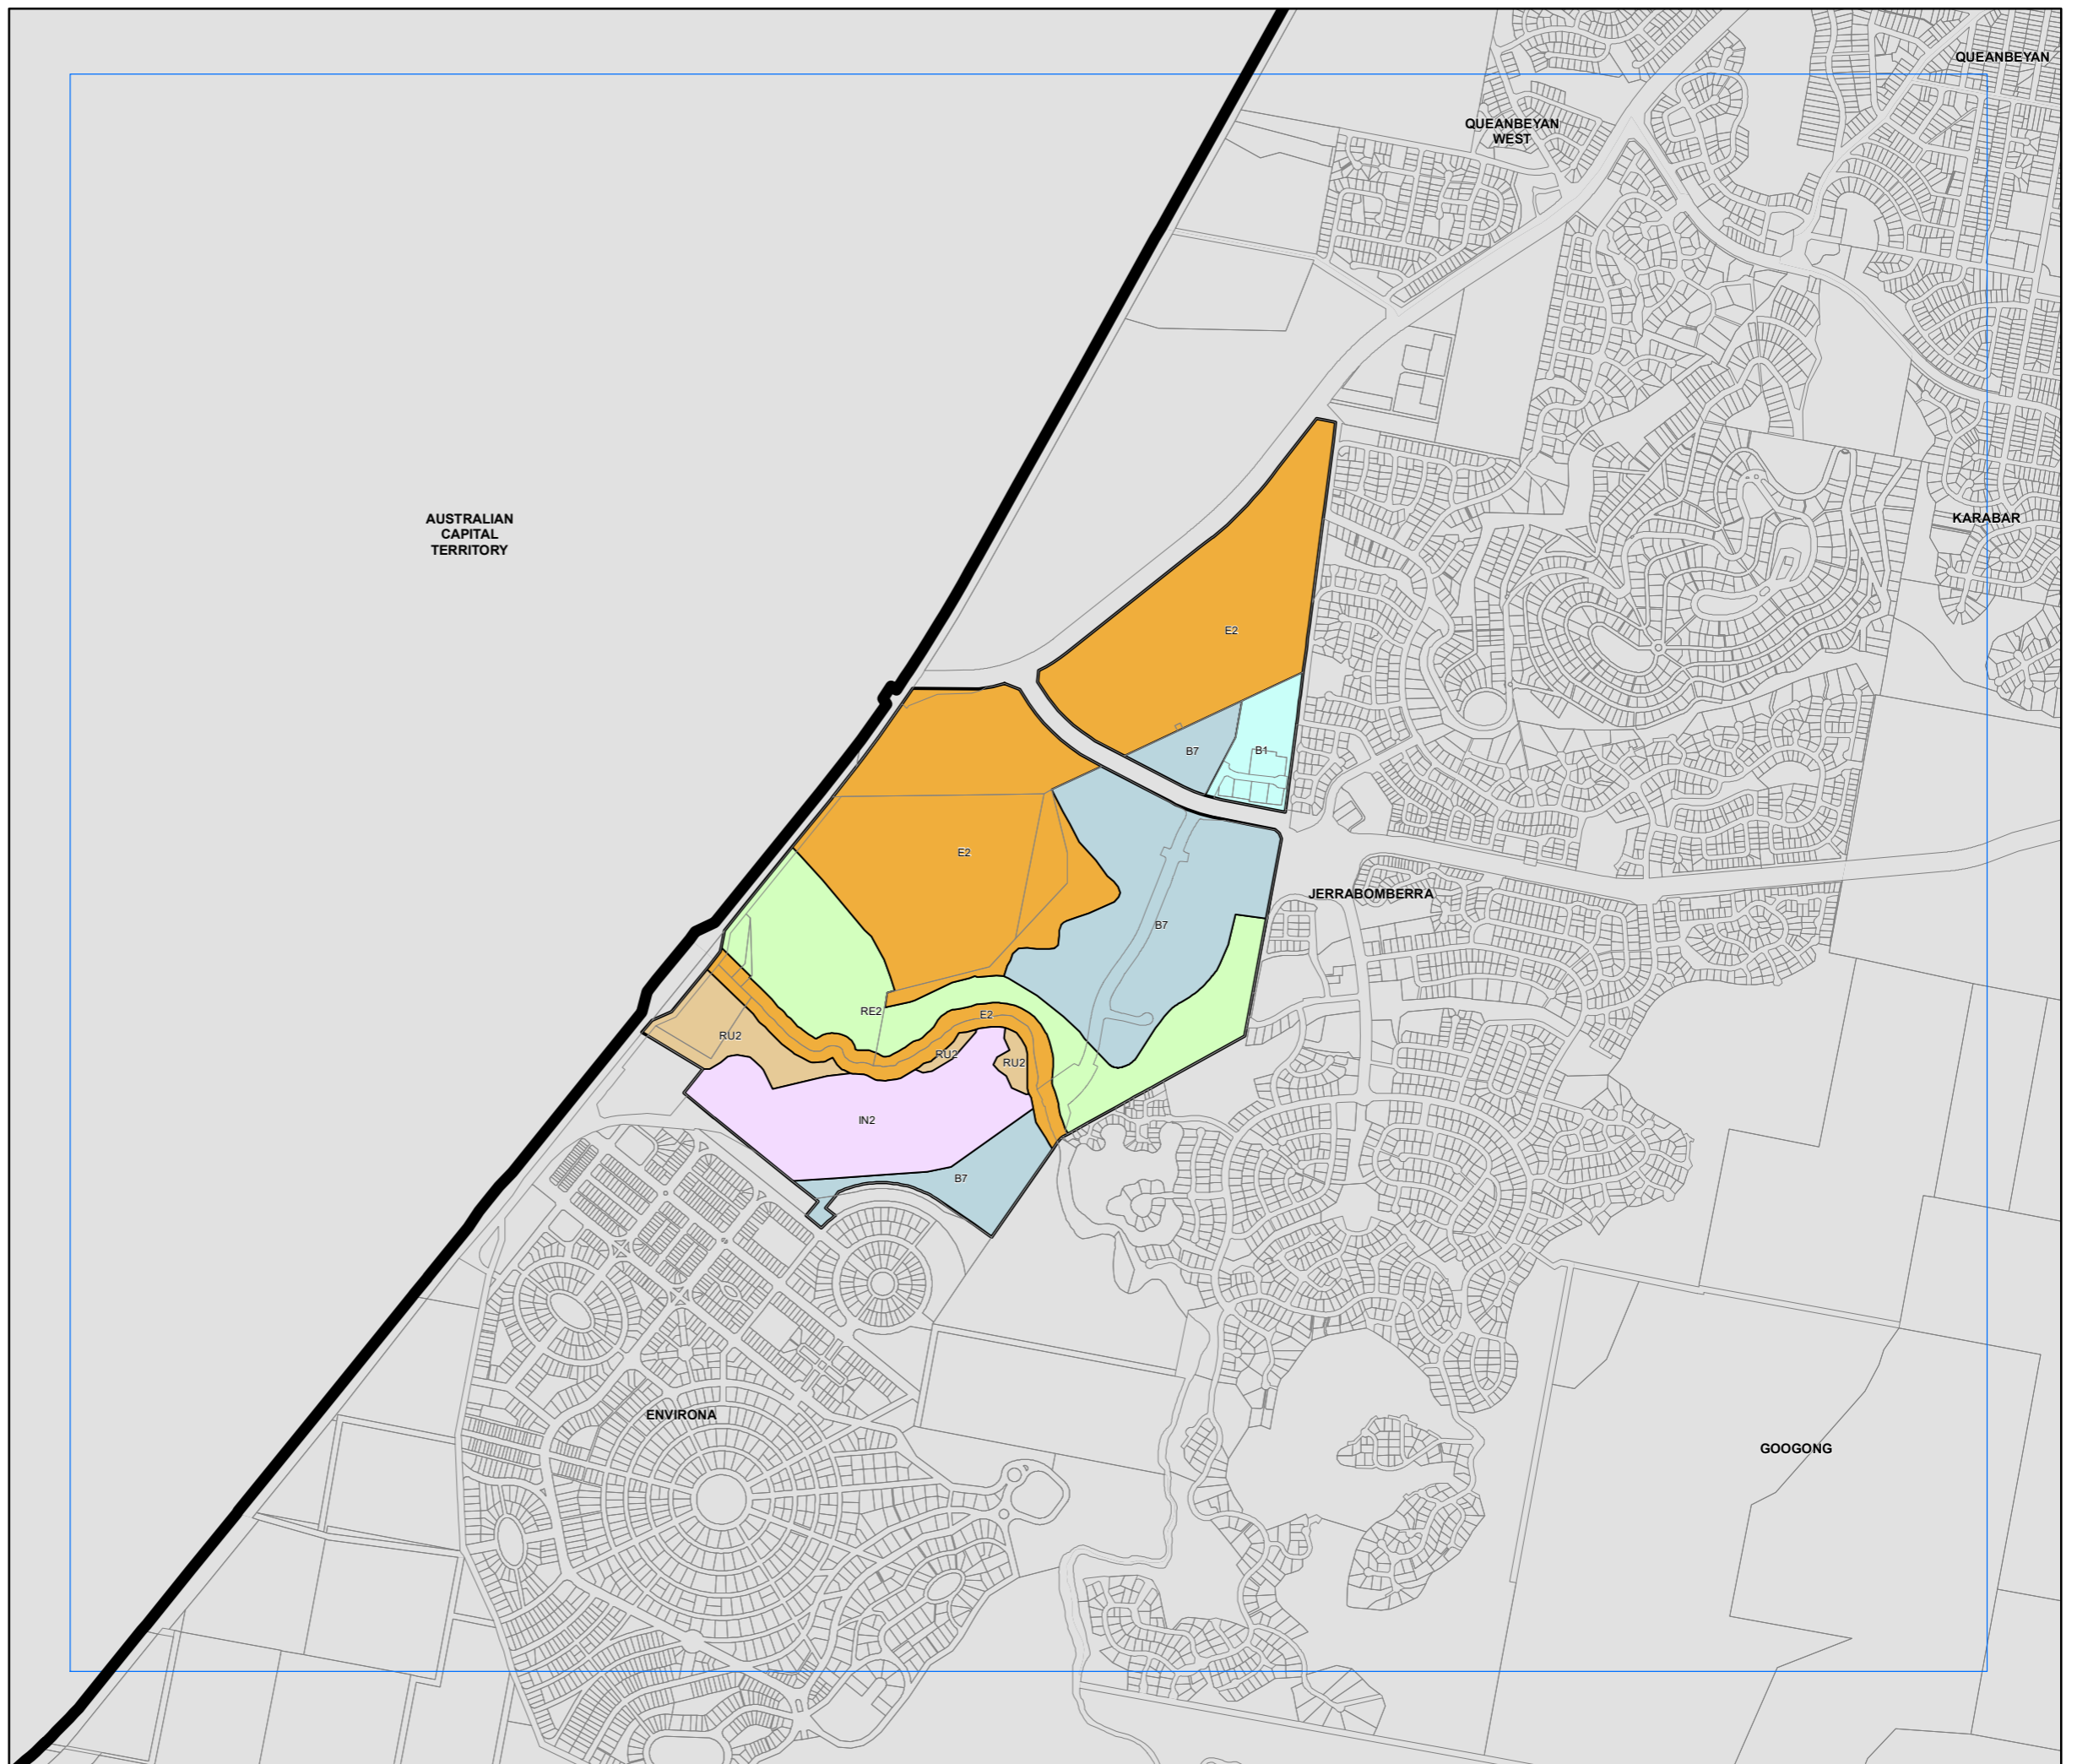 QUEANBEYAN
QUEANBEYAN
WEST
AUSTRALIAN
CAPITAL
TERRITORY
KARABAR
E2
B7
B1
E2
JERRABOMBERRA
B7
RE2
E2
RU2
RU2
RU2
IN2
B7
ENVIRONA
GOOGONG